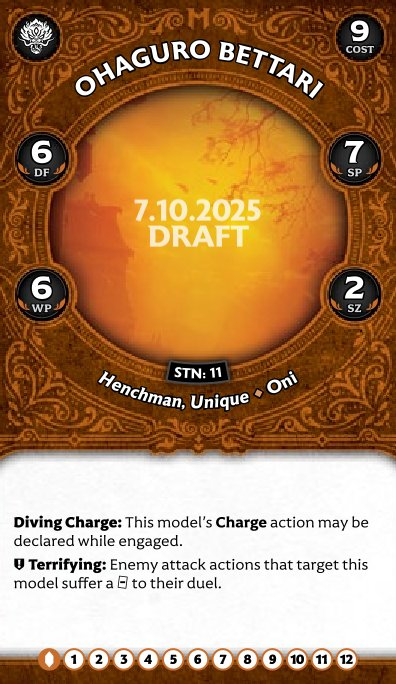 9
COST
OHAGURO BETTARI
6
DF
7
SP
7.10.2025
DRAFT
6
WP
2
SZ
STN: 11
Henchman, Unique ◆ Oni
Diving Charge: This model's Charge action may be
declared while engaged.
Terrifying: Enemy attack actions that target this
model suffer a to their duel.
1 2 3 4 5 6 7 8 9 10 11 12